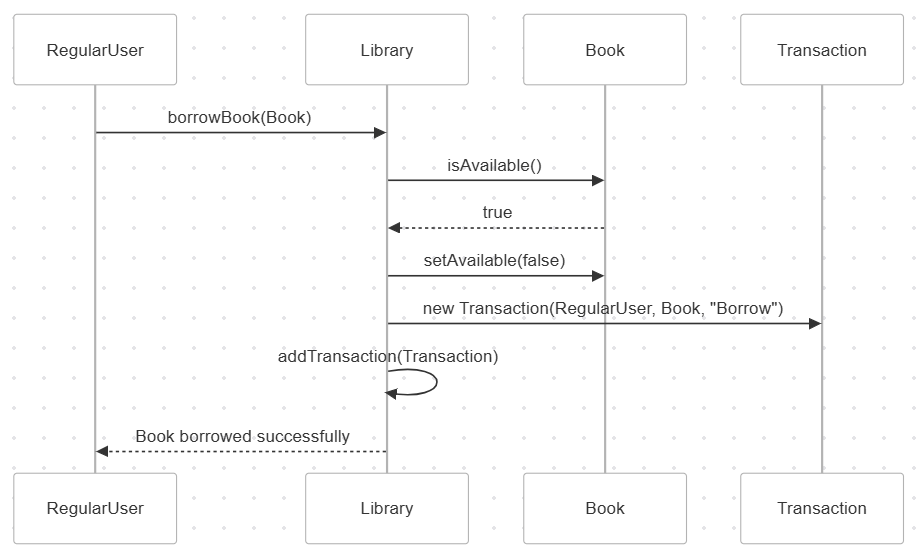 RegularUser
Library
Book
Transaction
borrowBook(Book)
isAvailable()
true
setAvailable(false)
new Transaction(RegularUser, Book, "Borrow")
addTransaction(Transaction)
Book borrowed successfully
RegularUser
Library
Book
Transaction